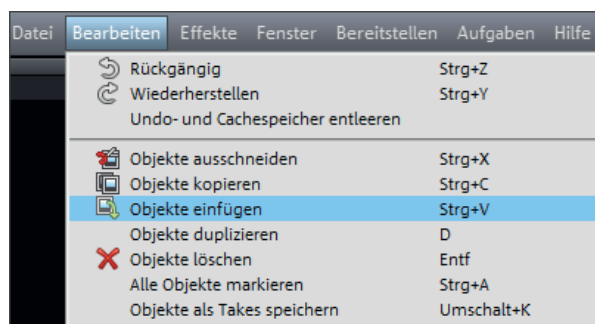 Datei Bearbeiten Effekte Fenster Bereitstellen Aufgaben Hilfe
Rückgängig Strg+Z
Wiederherstellen Strg+Y
Undo- und Cachespeicher entleeren
Objekte ausschneiden Strg+X
Objekte kopieren Strg+C
Objekte einfügen Strg+V
Objekte duplizieren D
Objekte löschen Entf
Alle Objekte markieren Strg+A
Objekte als Takes speichern Umschalt+K